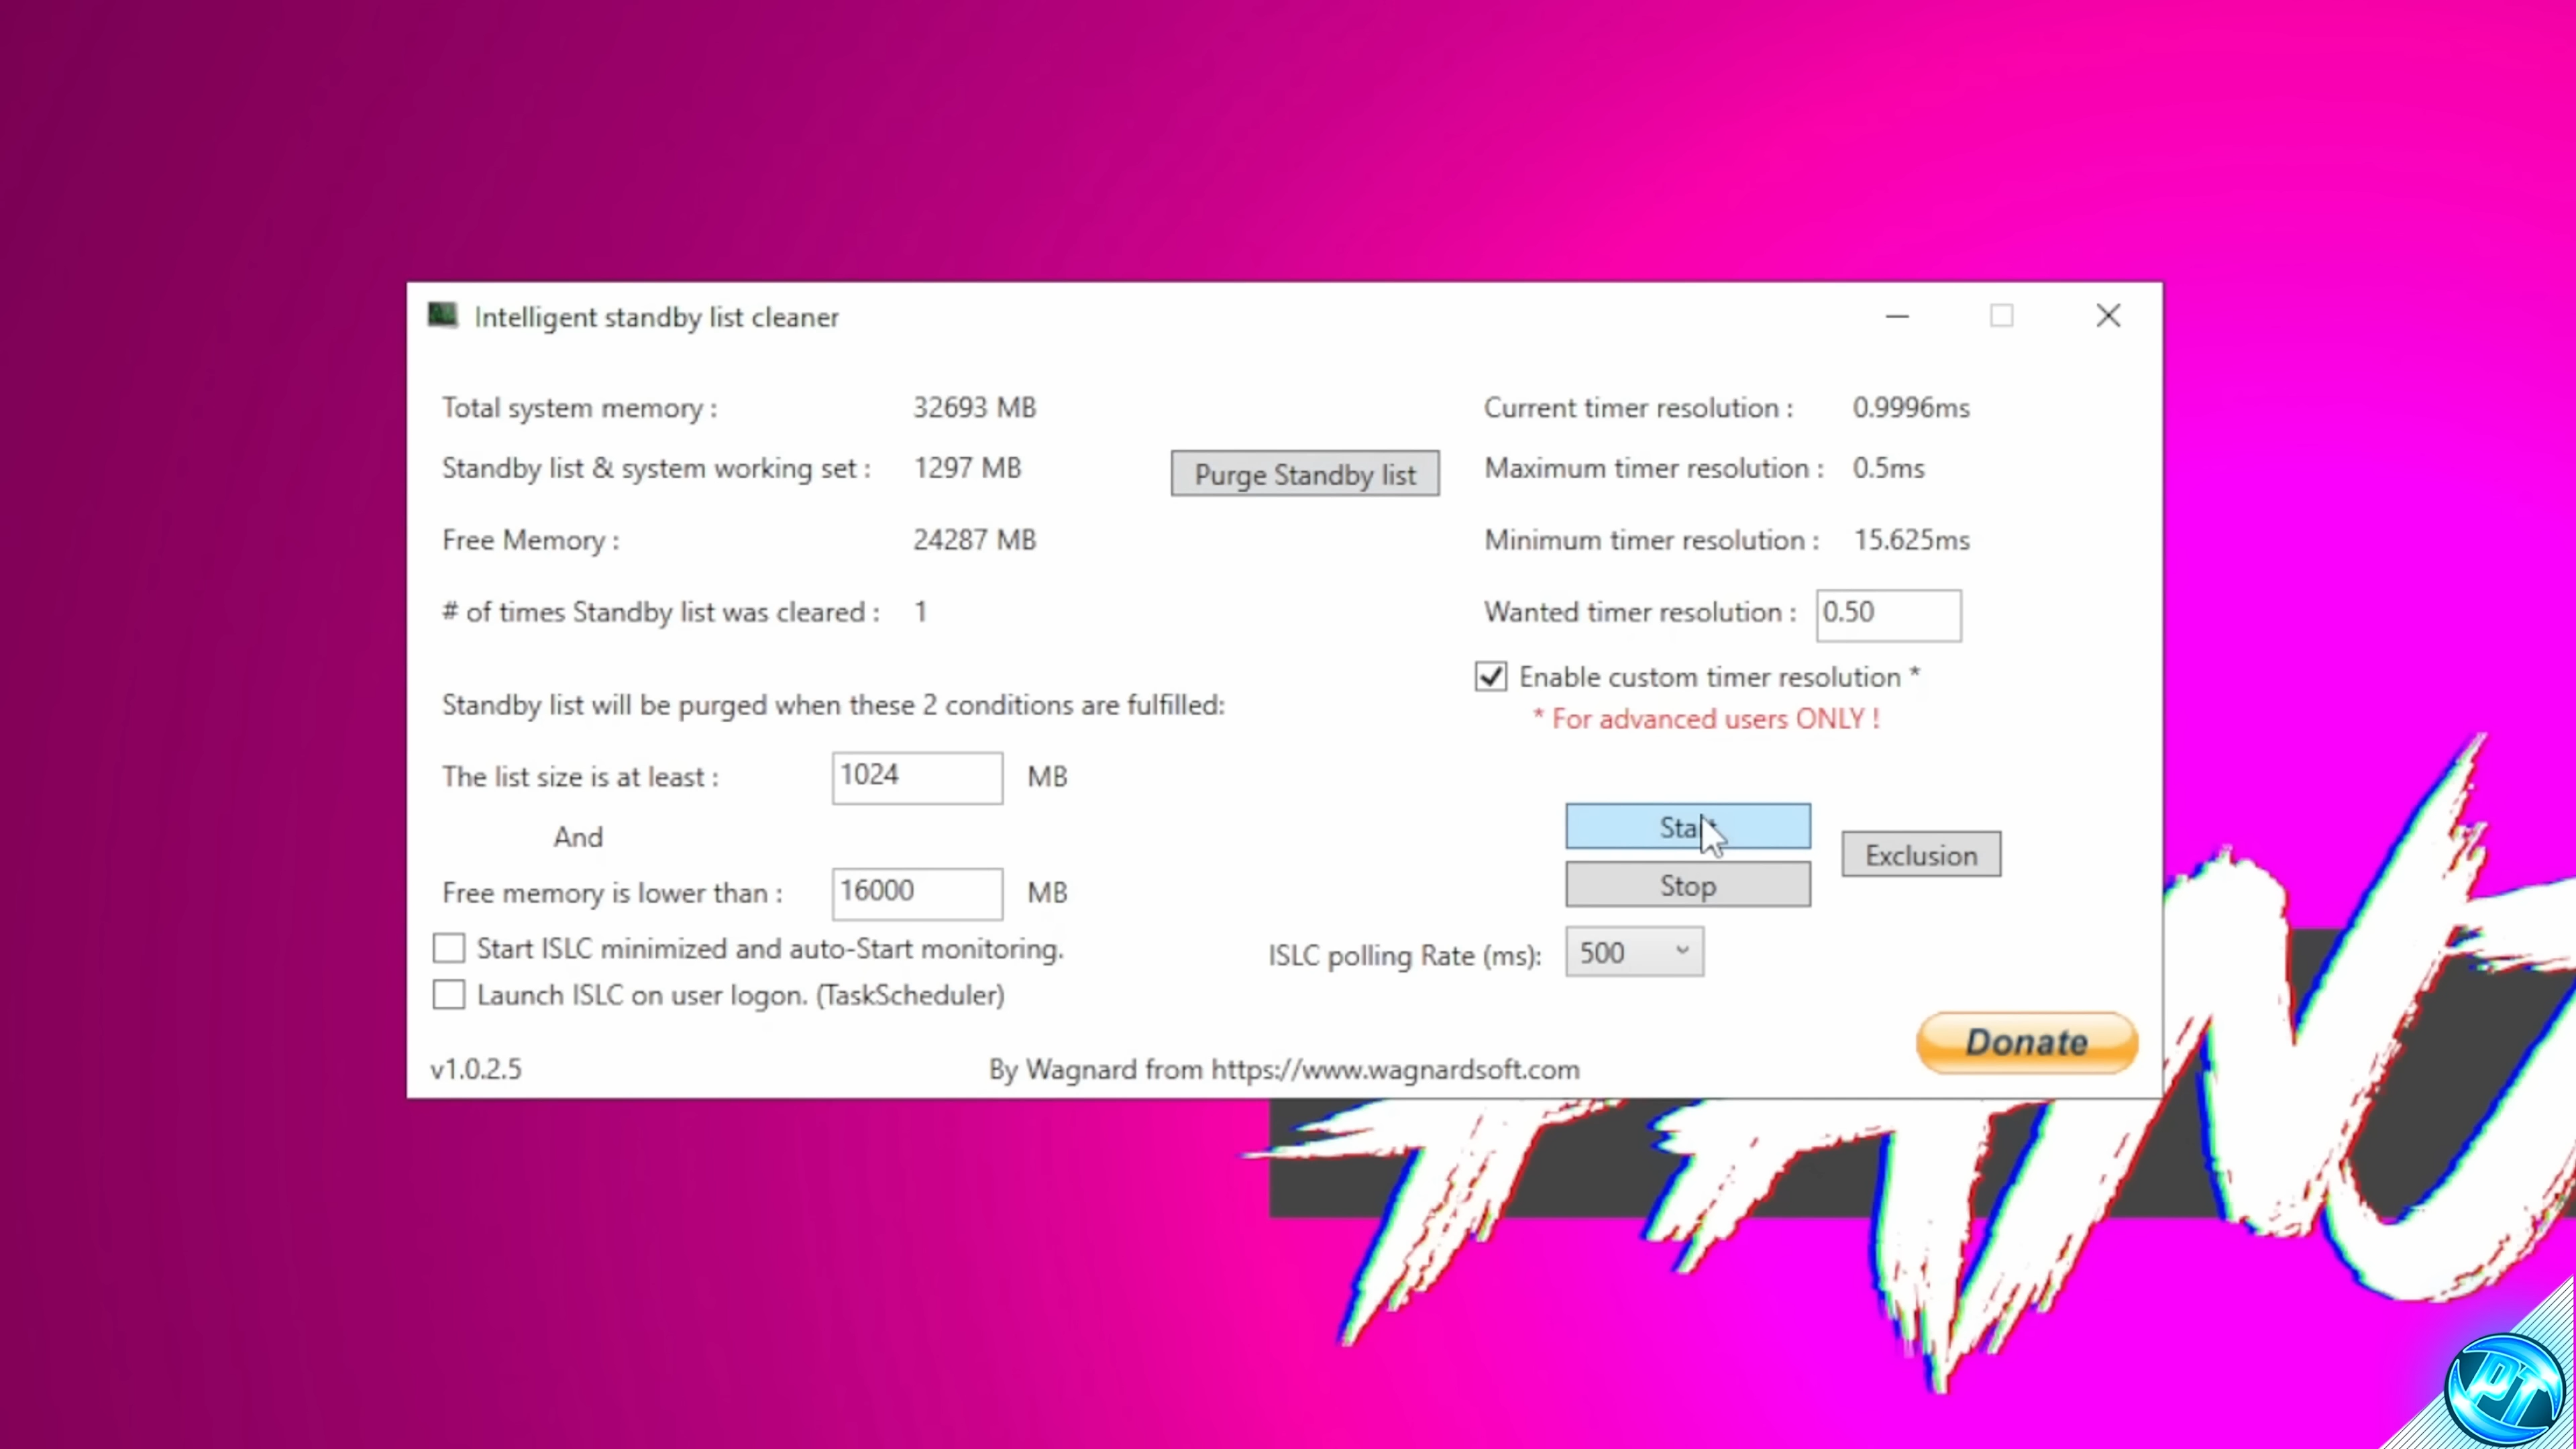 Intelligent standby list cleaner
Total system memory : 32693 MB
Standby list & system working set : 1297 MB
Purge Standby list
Free Memory : 24287 MB
# of times Standby list was cleared : 1
Standby list will be purged when these 2 conditions are fulfilled:
The list size is at least : 1024 MB
And
Free memory is lower than : 16000 MB
Start ISLC minimized and auto-Start monitoring.
Launch ISLC on user logon. (TaskScheduler)
Current timer resolution : 0.9996ms
Maximum timer resolution : 0.5ms
Minimum timer resolution : 15.625ms
Wanted timer resolution : 0.50
Enable custom timer resolution *
* For advanced users ONLY !
Start
Stop
Exclusion
ISLC polling Rate (ms): 500
Donate
v1.0.2.5
By Wagnard from https://www.wagnardsoft.com
PT